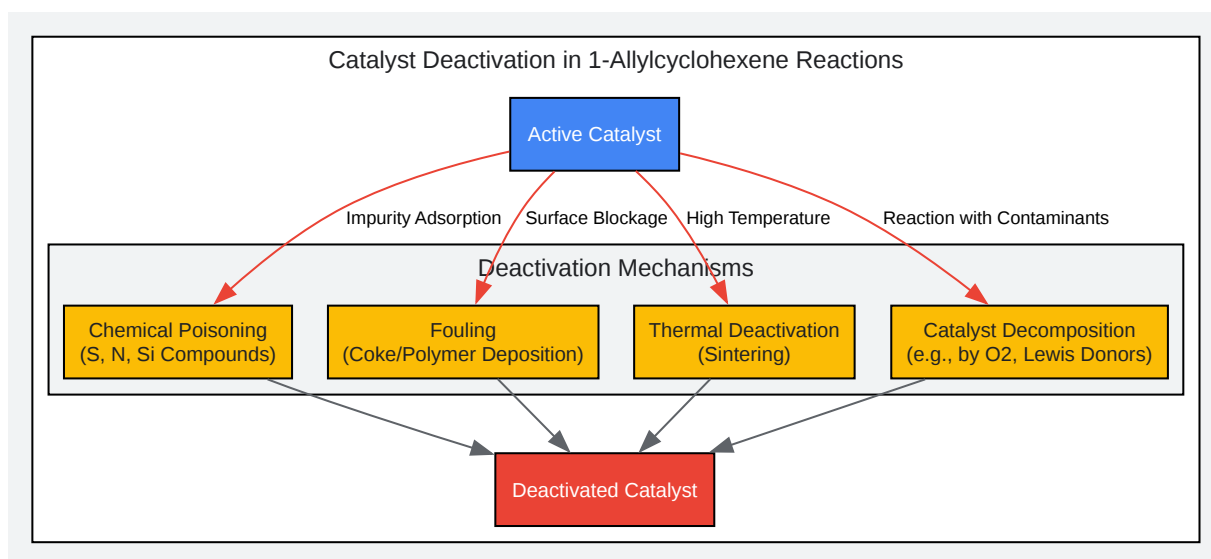 Catalyst Deactivation in 1-Allylcyclohexene Reactions
Active Catalyst
Impurity Adsorption
Surface Blockage
High Temperature
Reaction with Contaminants
Deactivation Mechanisms
Chemical Poisoning
(S, N, Si Compounds)
Fouling
(Coke/Polymer Deposition)
Thermal Deactivation
(Sintering)
Catalyst Decomposition
(e.g., by O2, Lewis Donors)
Deactivated Catalyst